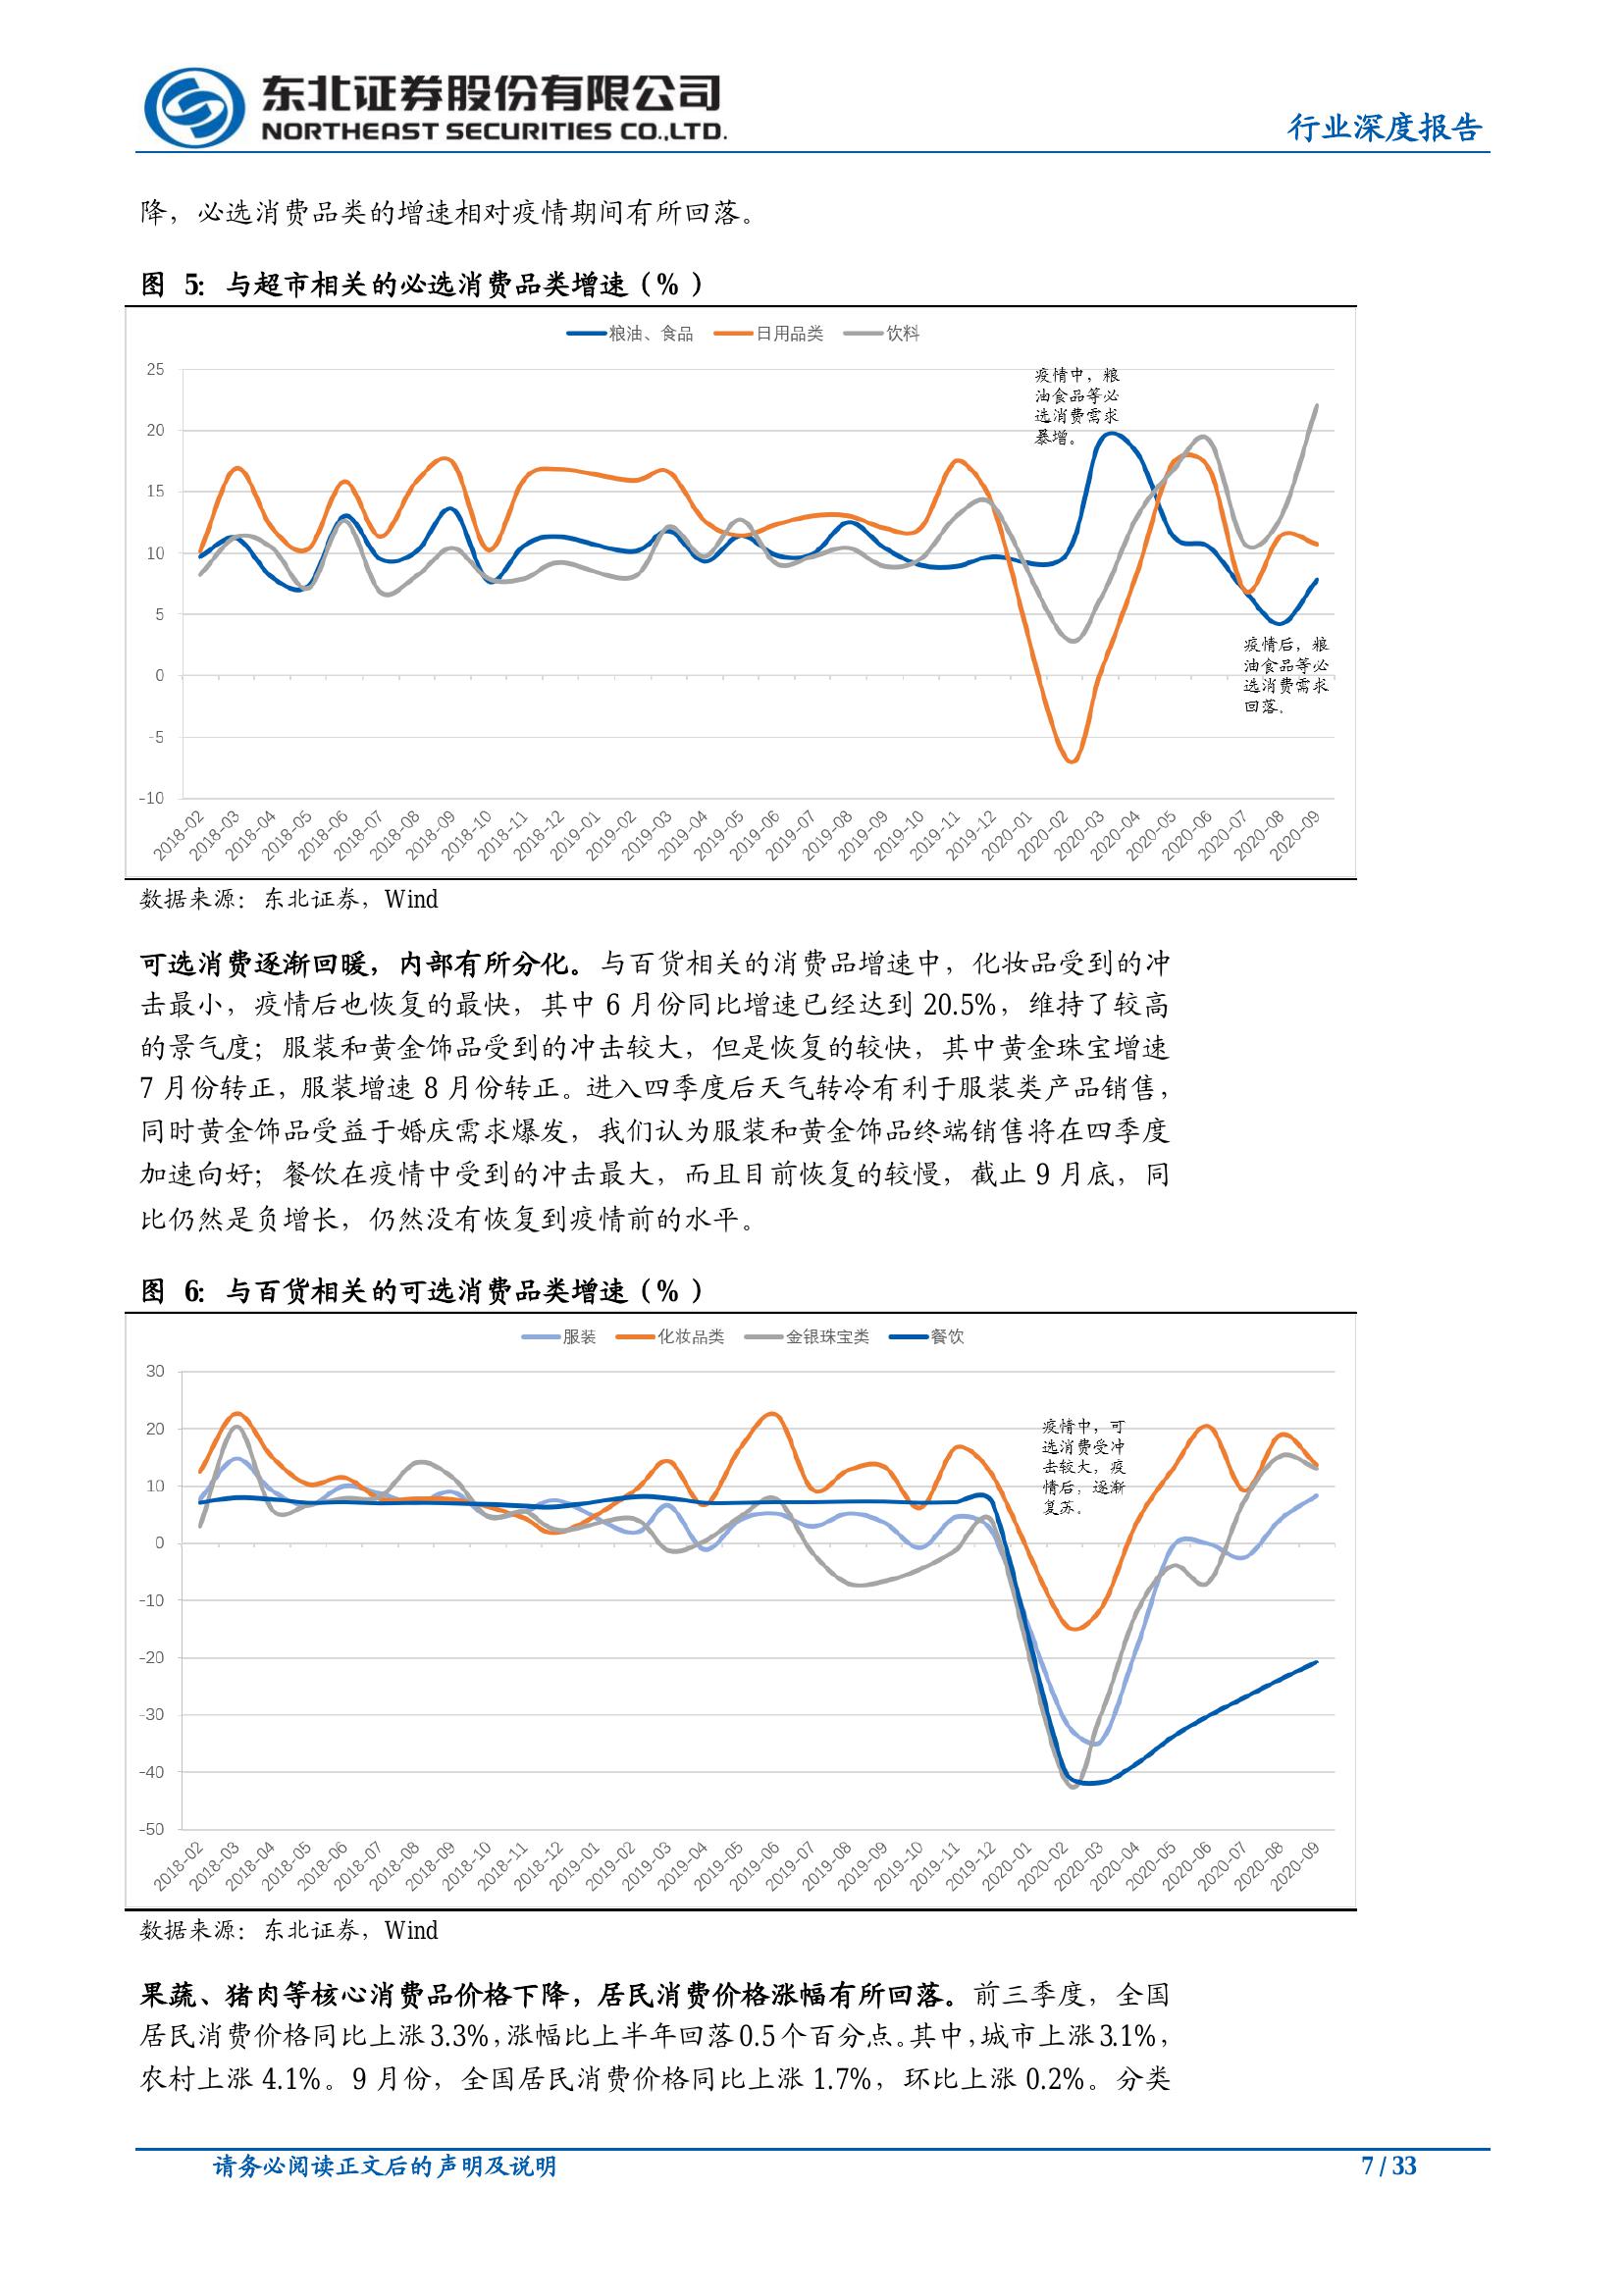 东北证券股份有限公司
NORTHEAST SECURITIES CO.,LTD.
行业深度报告
降，必选消费品类的增速相对疫情期间有所回落。
图 5：与超市相关的必选消费品类增速（% ）
粮油、食品 日用品类 饮料
25
20
15
10
5
0
-5
-10
疫情中，粮
油食品等必
选消费需求
暴增。
疫情后，粮
油食品等必
选消费需求
回落。
2018-02 2018-03 2018-04 2018-05 2018-06 2018-07 2018-08 2018-09 2018-10 2018-11 2018-12 2019-01 2019-02 2019-03 2019-04 2019-05 2019-06 2019-07 2019-08 2019-09 2019-10 2019-11 2019-12 2020-01 2020-02 2020-03 2020-04 2020-05 2020-06 2020-07 2020-08 2020-09
数据来源：东北证券，Wind
可选消费逐渐回暖，内部有所分化。与百货相关的消费品增速中，化妆品受到的冲
击最小，疫情后也恢复的最快，其中 6 月份同比增速已经达到 20.5%，维持了较高
的景气度；服装和黄金饰品受到的冲击较大，但是恢复的较快，其中黄金珠宝增速
7 月份转正，服装增速 8 月份转正。进入四季度后天气转冷有利于服装类产品销售，
同时黄金饰品受益于婚庆需求爆发，我们认为服装和黄金饰品终端销售将在四季度
加速向好；餐饮在疫情中受到的冲击最大，而且目前恢复的较慢，截止 9 月底，同
比仍然是负增长，仍然没有恢复到疫情前的水平。
图 6：与百货相关的可选消费品类增速（% ）
服装 化妆品类 金银珠宝类 餐饮
30
20
10
0
-10
-20
-30
-40
-50
疫情中，可
选消费受冲
击较大，疫
情后，逐渐
复苏。
2018-02 2018-03 2018-04 2018-05 2018-06 2018-07 2018-08 2018-09 2018-10 2018-11 2018-12 2019-01 2019-02 2019-03 2019-04 2019-05 2019-06 2019-07 2019-08 2019-09 2019-10 2019-11 2019-12 2020-01 2020-02 2020-03 2020-04 2020-05 2020-06 2020-07 2020-08 2020-09
数据来源：东北证券，Wind
果蔬、猪肉等核心消费品价格下降，居民消费价格涨幅有所回落。前三季度，全国
居民消费价格同比上涨 3.3%，涨幅比上半年回落 0.5 个百分点。其中，城市上涨 3.1%，
农村上涨 4.1%。9 月份，全国居民消费价格同比上涨 1.7%，环比上涨 0.2%。分类
请务必阅读正文后的声明及说明
7 / 33